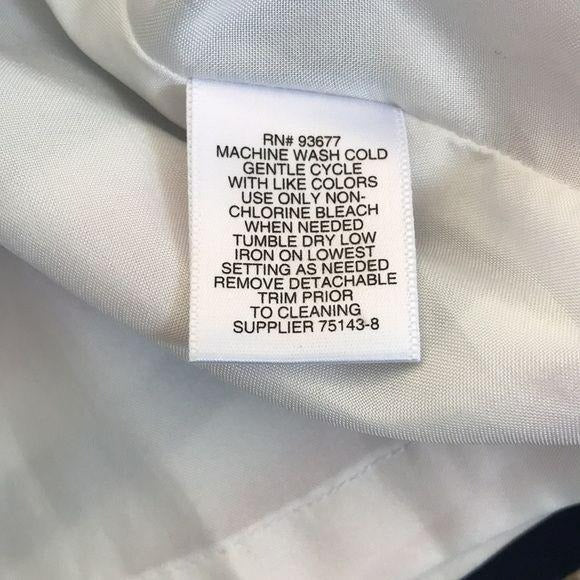 RN# 93677
MACHINE WASH COLD
GENTLE CYCLE
WITH LIKE COLORS
USE ONLY NON-
CHLORINE BLEACH
WHEN NEEDED
TUMBLE DRY LOW
IRON ON LOWEST
SETTING AS NEEDED
REMOVE DETACHABLE
TRIM PRIOR
TO CLEANING
SUPPLIER 75143-8